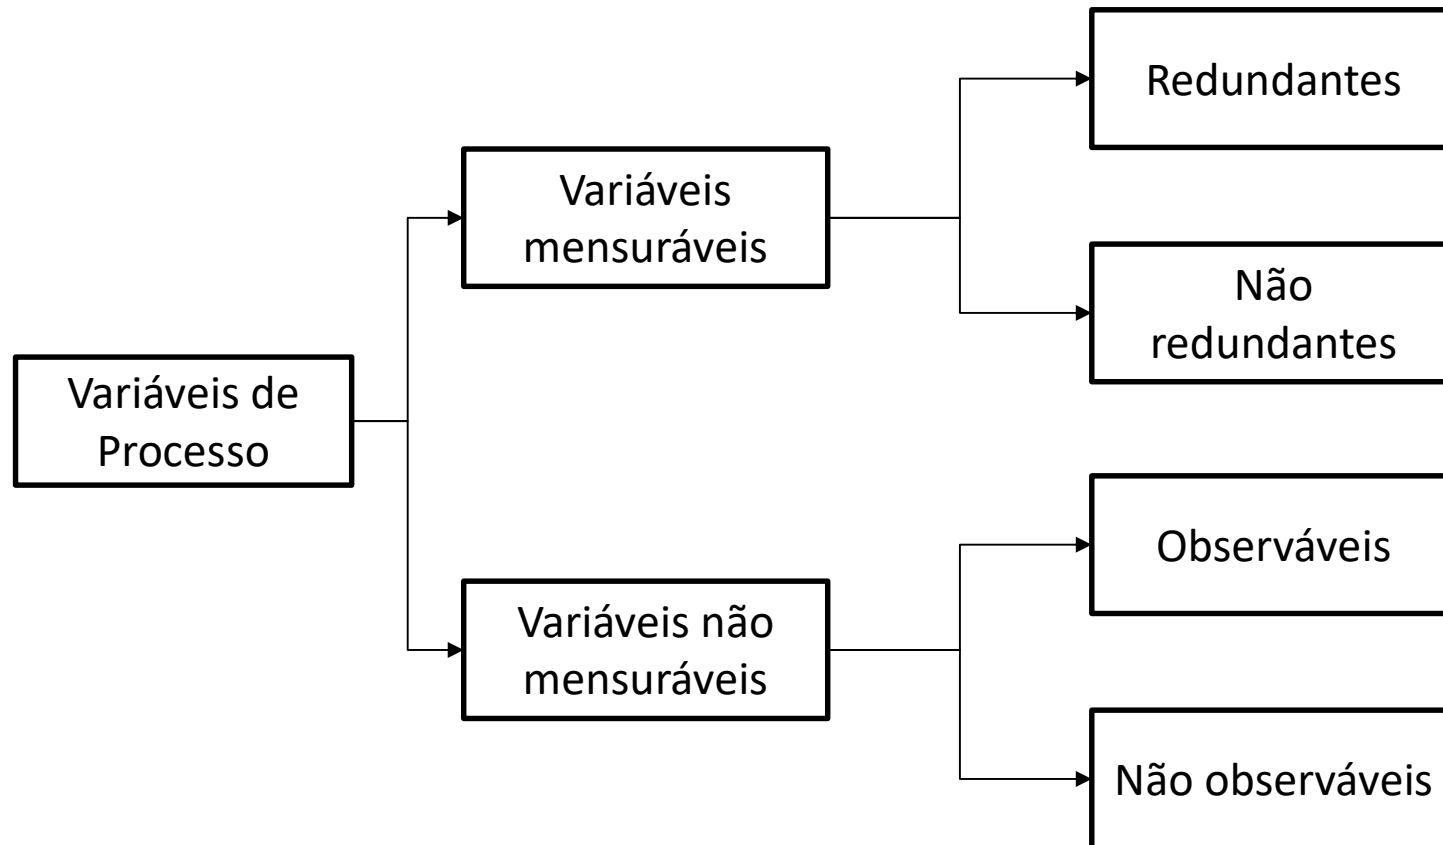 Redundantes
Variáveis
mensuráveis
Não
redundantes
Variáveis de
Processo
Observáveis
Variáveis não
mensuráveis
Não observáveis